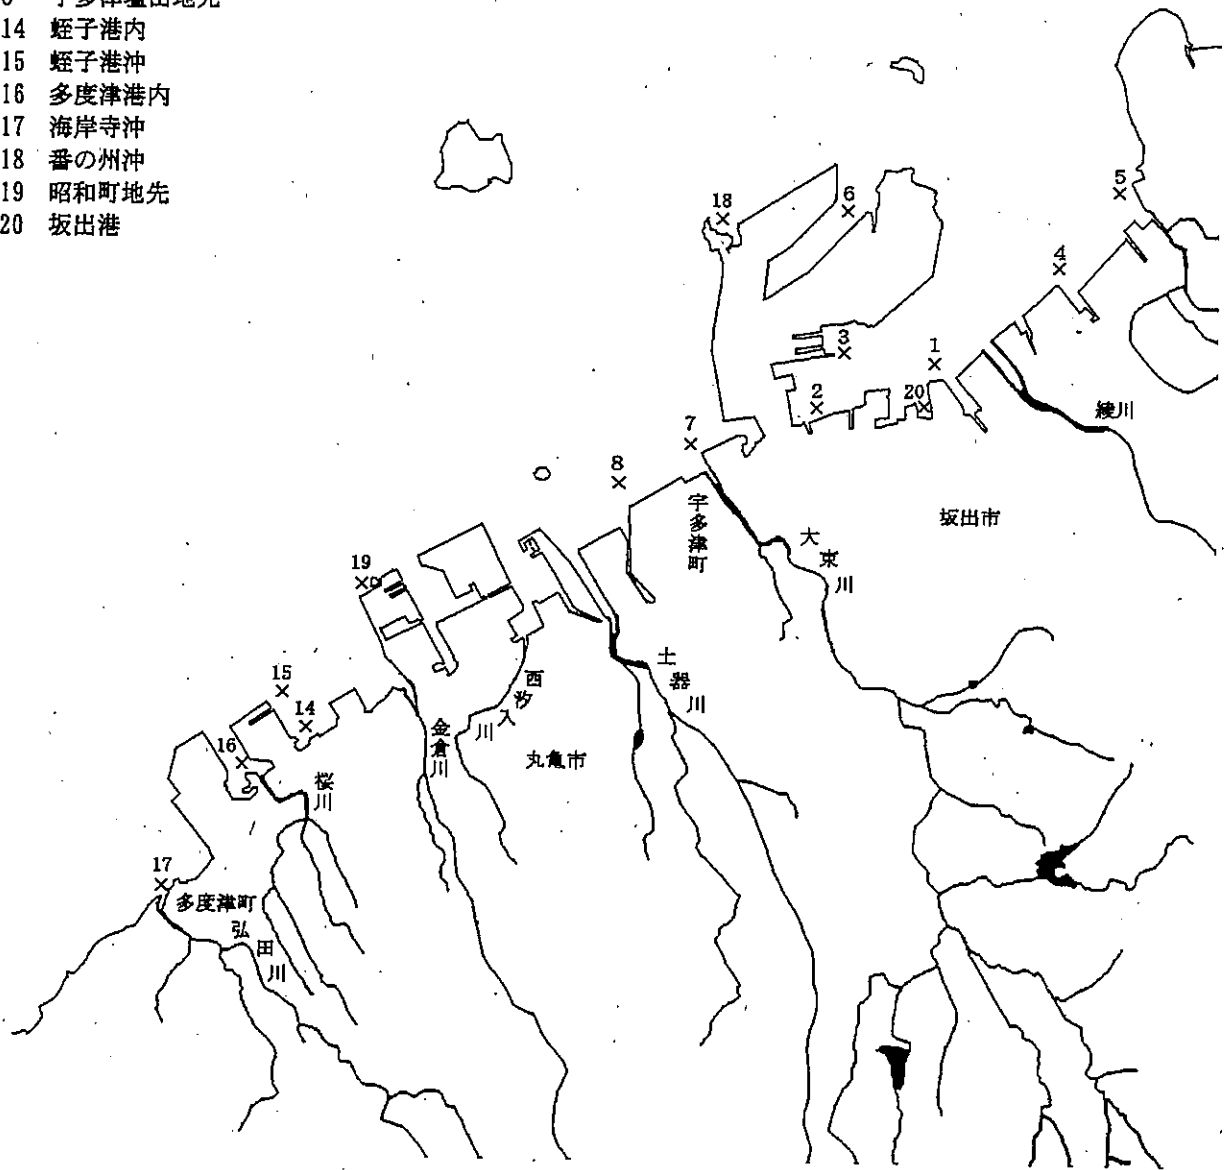 14 蛭子港内
15 蛭子港沖
16 多度津港内
17 海岸寺沖
18 番の州沖
19 昭和町地先
20 坂出港
5
18
6
4
3
1
2
20
綾川
7
8
坂出市
宇多津町
大束川
19
土器川
西汐入川
15
14
金倉川
丸亀市
16
桜川
17
多度津町
弘田川